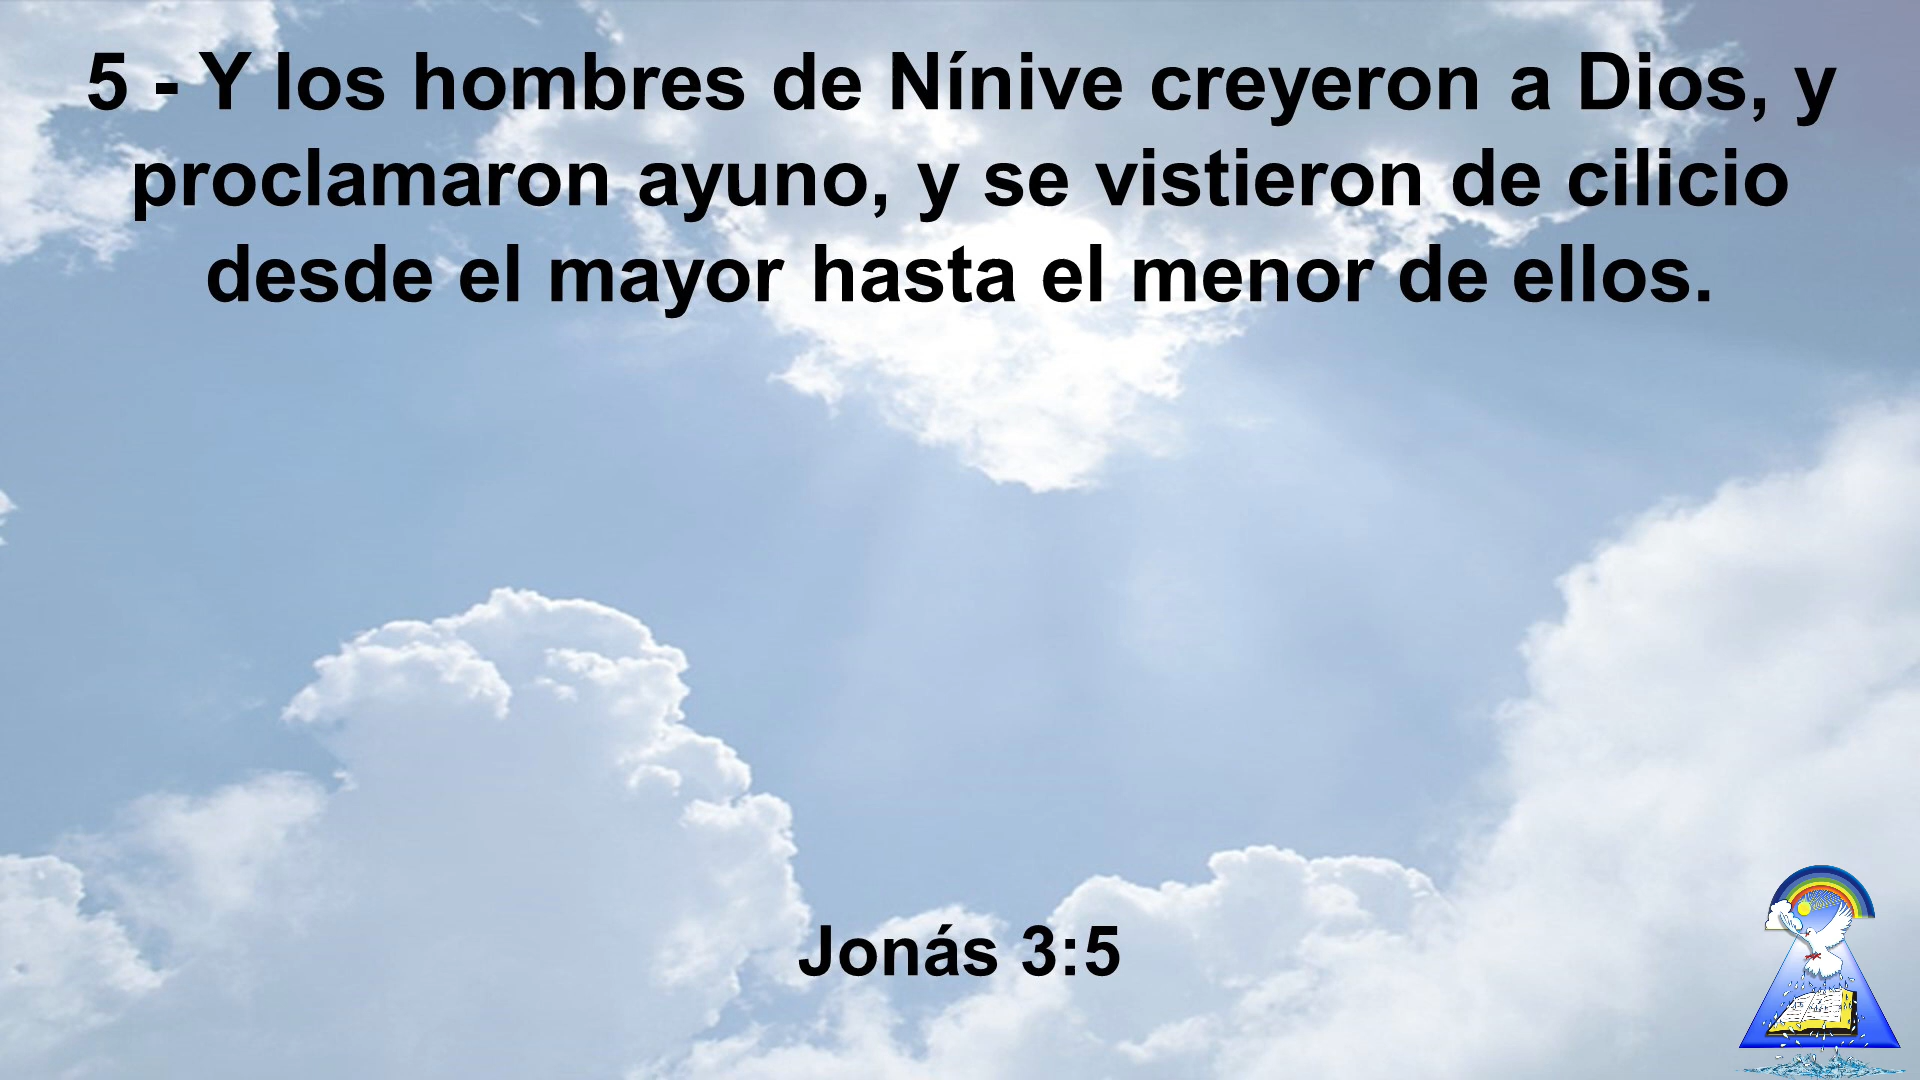 5 - Y los hombres de Nínive creyeron a Dios, y
proclamaron ayuno, y se vistieron de cilicio
desde el mayor hasta el menor de ellos.
Jonás 3:5